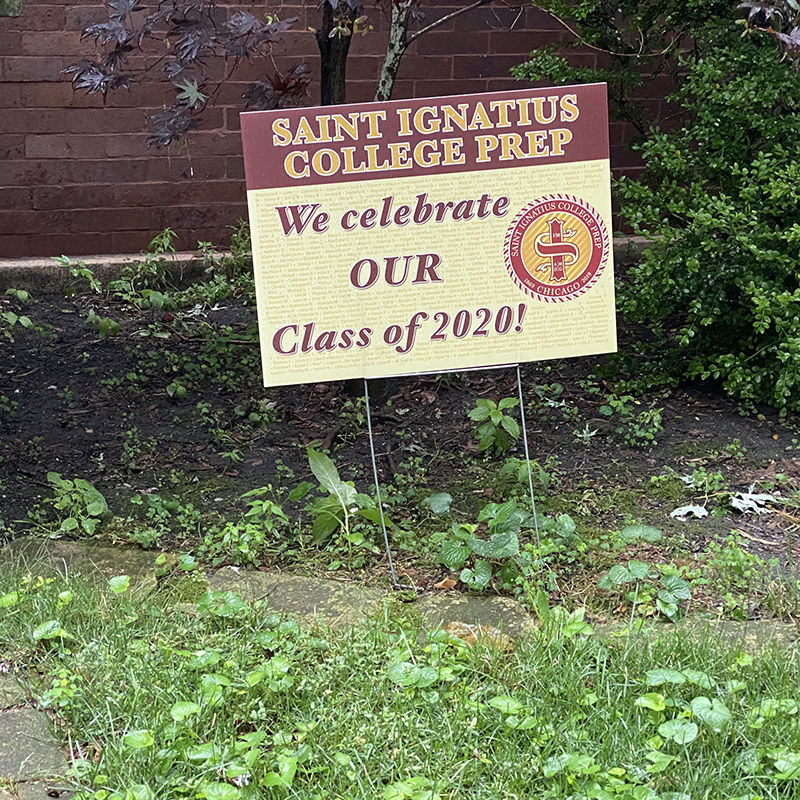 SAINT IGNATIUS
COLLEGE PREP
We celebrate
OUR
Class of 2020!
SAINT IGNATIUS COLLEGE PREP
CHICAGO